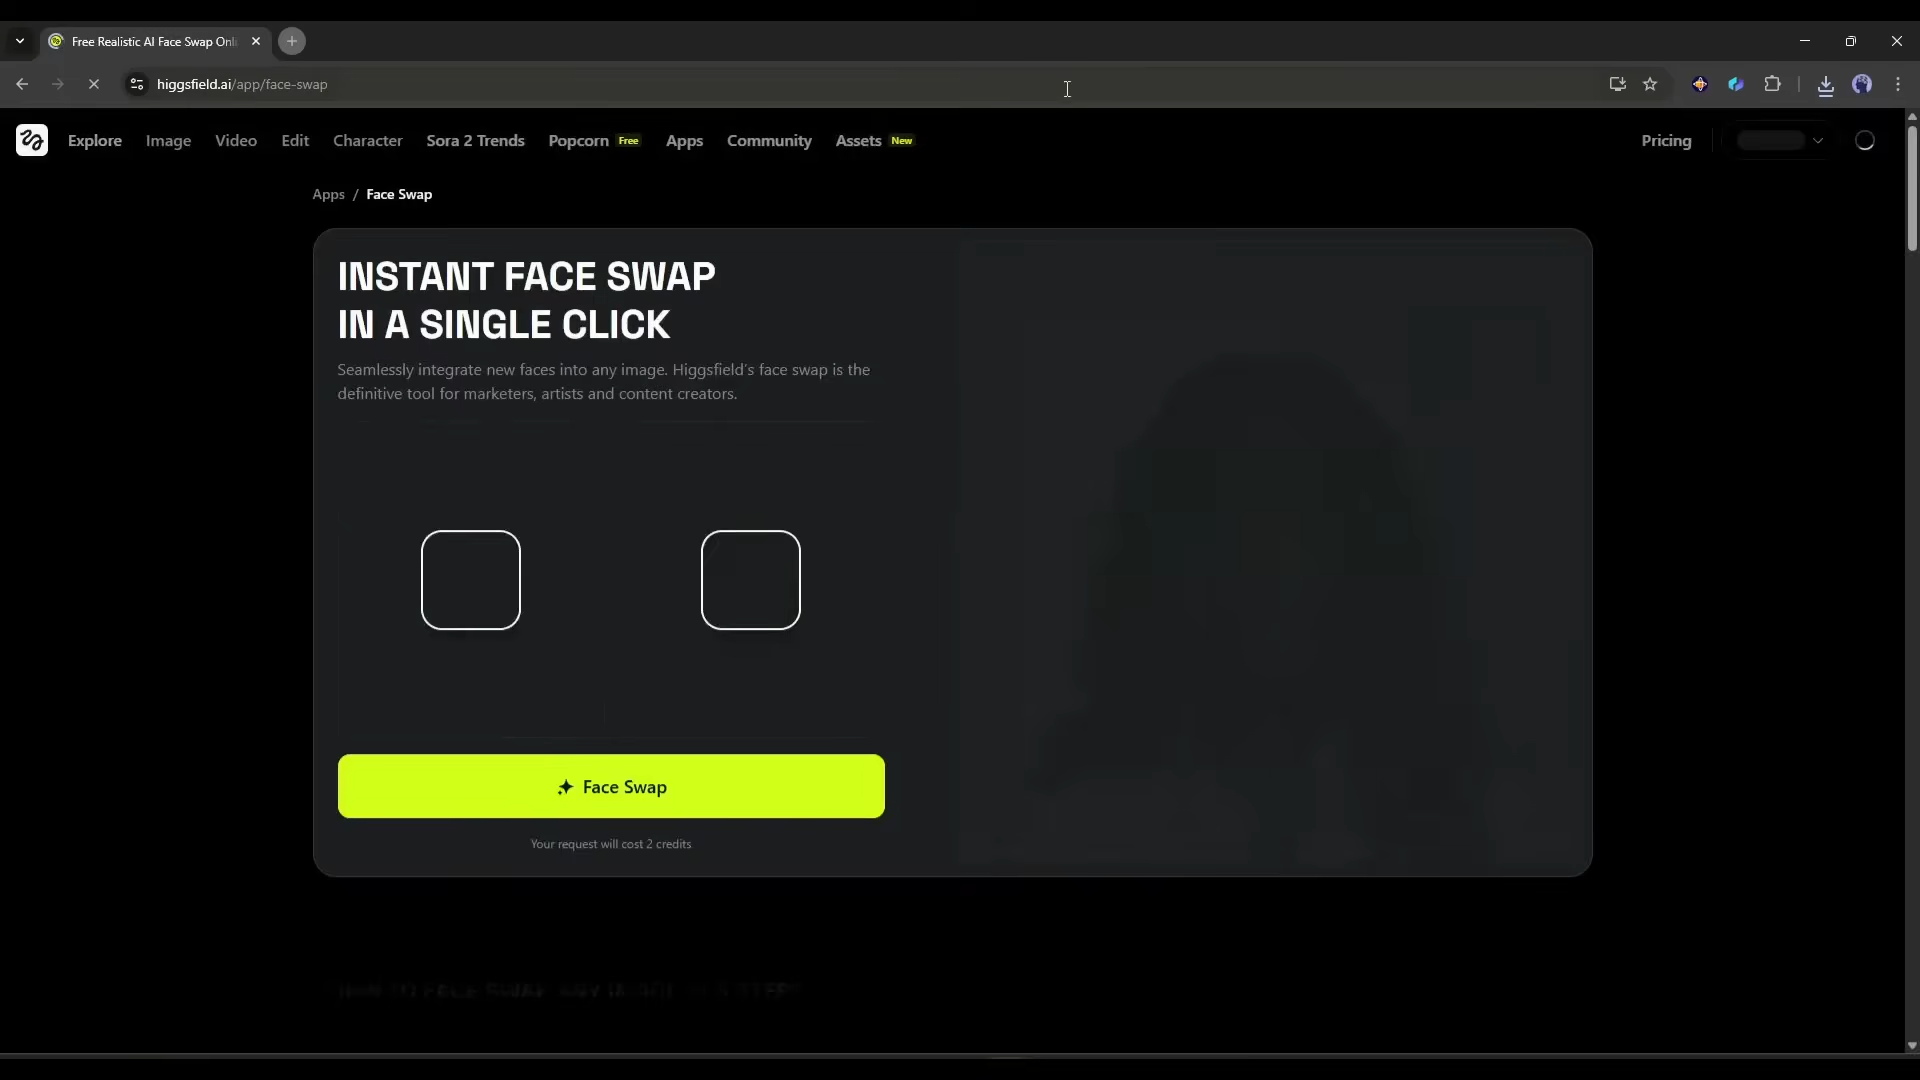 Free Realistic AI Face Swap Onl
higgsfield.ai/app/face-swap
Explore Image Video Edit Character Sora 2 Trends Popcorn Free Apps Community Assets New Pricing
Apps / Face Swap
INSTANT FACE SWAP
IN A SINGLE CLICK
Seamlessly integrate new faces into any image. Higgsfield's face swap is the
definitive tool for marketers, artists and content creators.
Face Swap
Your request will cost 2 credits